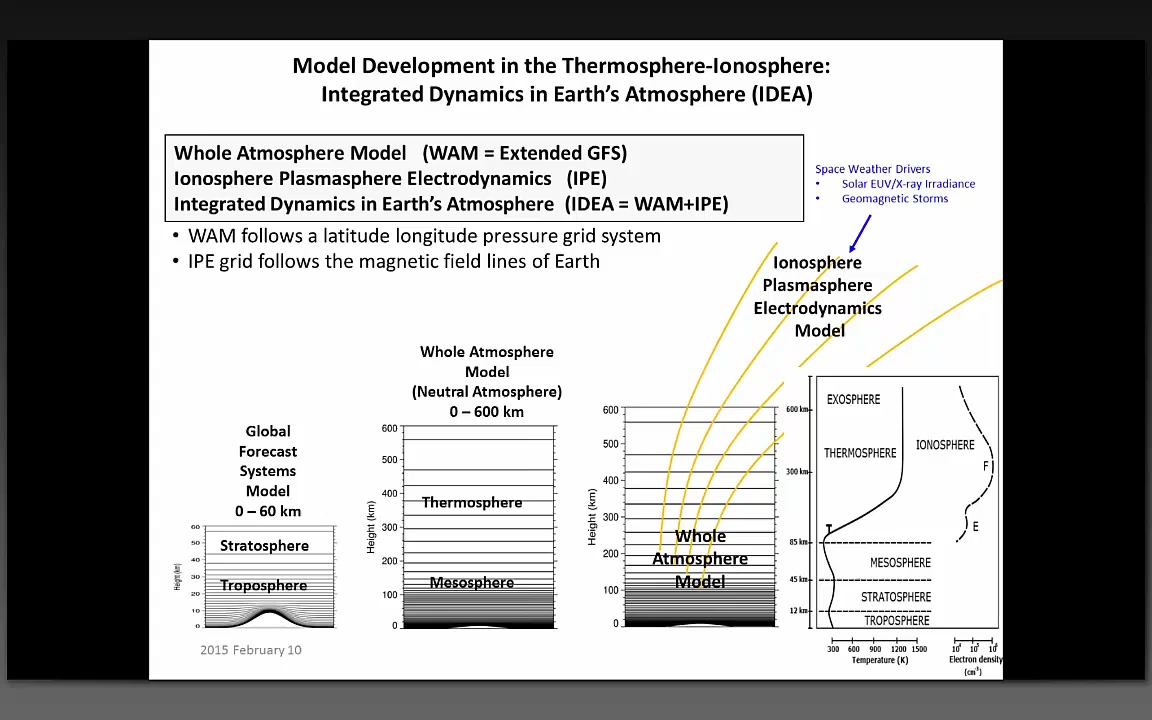 Model Development in the Thermosphere-Ionosphere:
Integrated Dynamics in Earth's Atmosphere (IDEA)
Whole Atmosphere Model (WAM = Extended GFS)
Ionosphere Plasmasphere Electrodynamics (IPE)
Integrated Dynamics in Earth's Atmosphere (IDEA = WAM+IPE)
• WAM follows a latitude longitude pressure grid system
• IPE grid follows the magnetic field lines of Earth
Space Weather Drivers
• Solar EUV/X-ray Irradiance
• Geomagnetic Storms
Ionosphere
Plasmasphere
Electrodynamics
Model
Global
Forecast
Systems
Model
0 – 60 km
60
50
40
30
20
10
0
Height (km)
Stratosphere
Troposphere
Whole Atmosphere
Model
(Neutral Atmosphere)
0 – 600 km
600
500
400
300
200
100
0
Height (km)
Thermosphere
Mesosphere
600
500
400
300
200
100
0
Height (km)
Whole
Atmosphere
Model
600 km
300 km
85 km
45 km
12 km
EXOSPHERE
THERMOSPHERE
IONOSPHERE
F
E
T
MESOSPHERE
STRATOSPHERE
TROPOSPHERE
300 600 900 1200 1500
Temperature (K)
Electron density
(cm⁻³)
2015 February 10